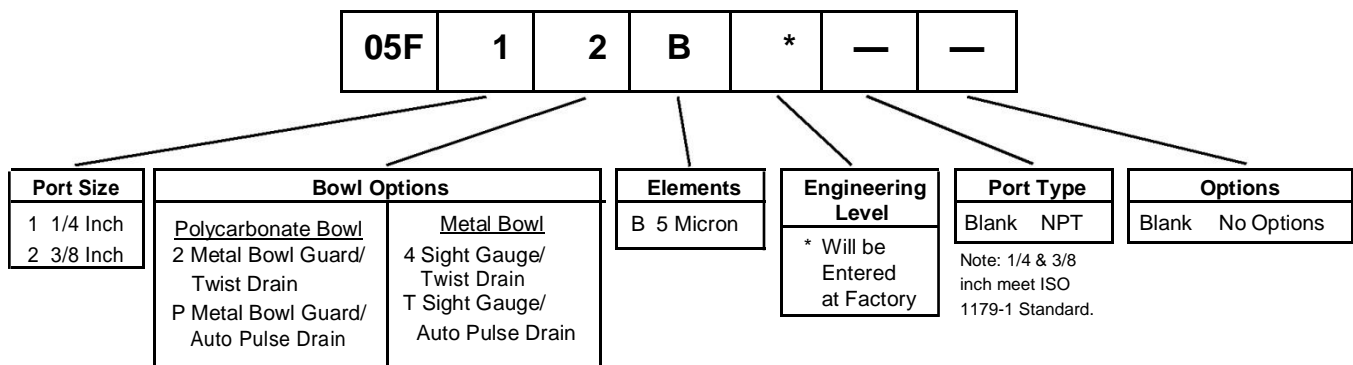 05F 1 2 B * — —
Port Size
1 1/4 Inch
2 3/8 Inch
Bowl Options
Polycarbonate Bowl
2 Metal Bowl Guard/
Twist Drain
P Metal Bowl Guard/
Auto Pulse Drain
Metal Bowl
4 Sight Gauge/
Twist Drain
T Sight Gauge/
Auto Pulse Drain
Elements
B 5 Micron
Engineering
Level
* Will be
Entered
at Factory
Port Type
Blank NPT
Note: 1/4 & 3/8
inch meet ISO
1179-1 Standard.
Options
Blank No Options